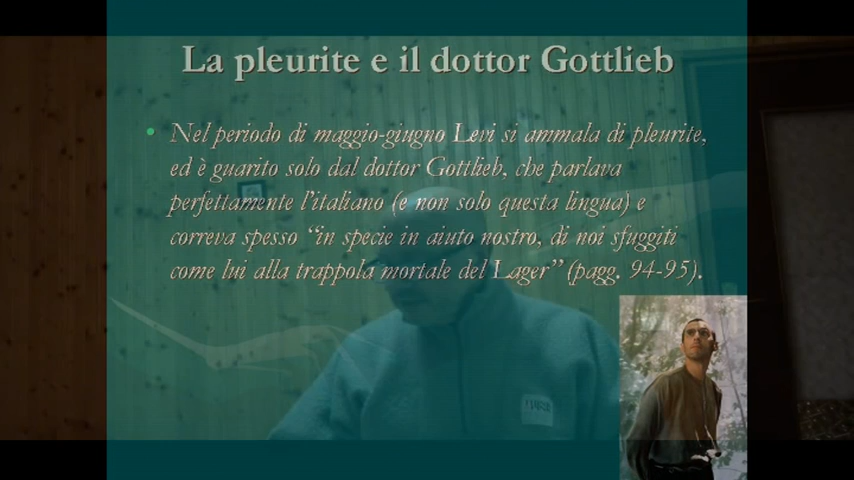 La pleurite e il dottor Gottlieb
• Nel periodo di maggio-giugno Levi si ammala di pleurite,
ed è guarito solo dal dottor Gottlieb, che parlava
perfettamente l'italiano (e non solo questa lingua) e
correva spesso “in specie in aiuto nostro, di noi sfuggiti
come lui alla trappola mortale del Lager” (pagg. 94-95).